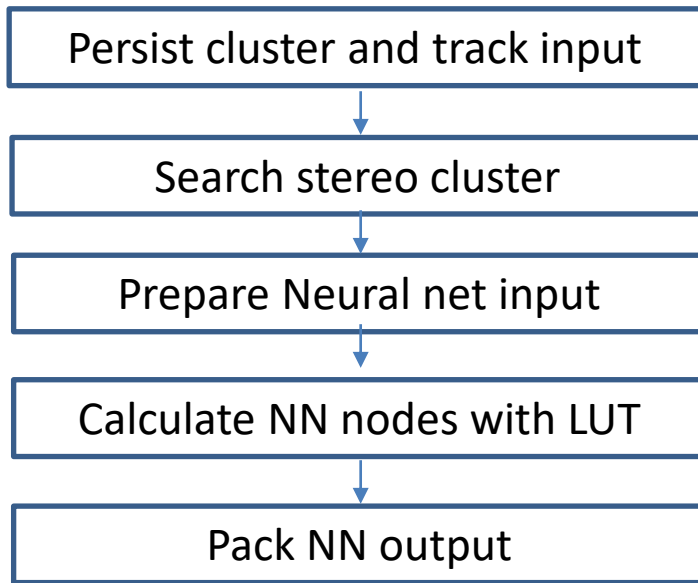 Persist cluster and track input
Search stereo cluster
Prepare Neural net input
Calculate NN nodes with LUT
Pack NN output